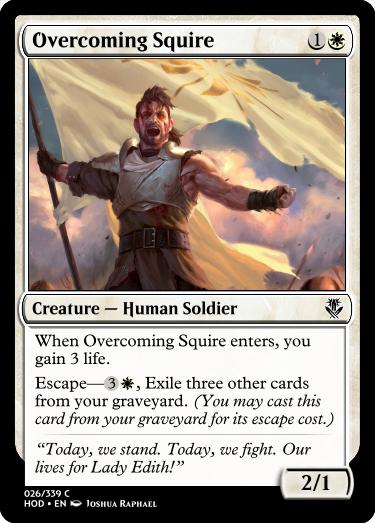 Overcoming Squire 1
Creature — Human Soldier
When Overcoming Squire enters, you
gain 3 life.
Escape—3, Exile three other cards
from your graveyard. (You may cast this
card from your graveyard for its escape cost.)
“Today, we stand. Today, we fight. Our
lives for Lady Edith!”
2/1
026/339 C
HOD • EN Joshua Raphael